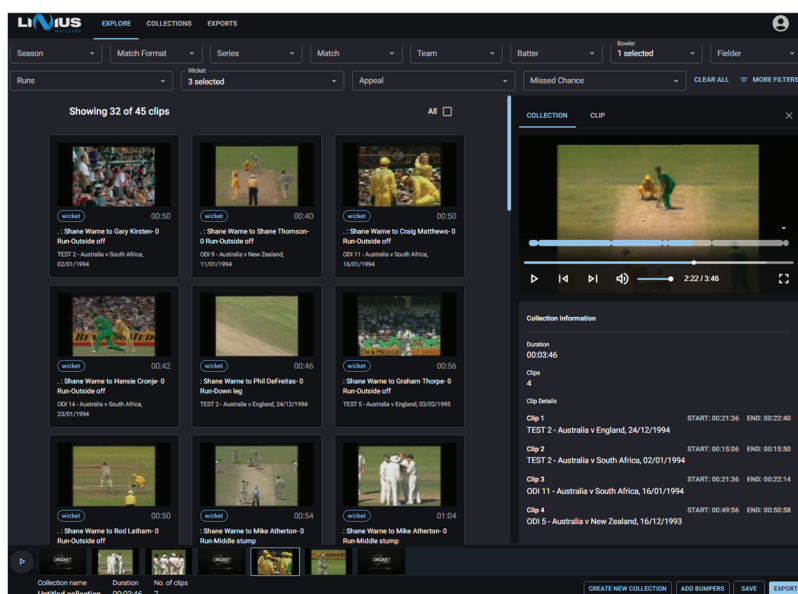 LINIUS
WHIZZARD
EXPLORE COLLECTIONS EXPORTS
Season Match Format Series Match Team Batter Bowler 1 selected Fielder
Runs Wicket 3 selected Appeal Missed Chance CLEAR ALL MORE FILTERS
Showing 32 of 45 clips All
wicket 00:50
. : Shane Warne to Gary Kirsten- 0
Run-Outside off
TEST 2 - Australia v South Africa,
02/01/1994
wicket 00:40
. : Shane Warne to Shane Thomson-
0 Run-Outside off
ODI 9 - Australia v New Zealand,
11/01/1994
wicket 00:50
. : Shane Warne to Craig Matthews- 0
Run-Outside off
ODI 11 - Australia v South Africa,
16/01/1994
wicket 00:42
. : Shane Warne to Hansie Cronje- 0
Run-Outside off
ODI 14 - Australia v South Africa,
23/01/1994
wicket 00:46
: Shane Warne to Phil DeFreitas- 0
Run-Down leg
TEST 2 - Australia v England, 24/12/1994
wicket 00:56
: Shane Warne to Graham Thorpe- 0
Run-Outside off
TEST 5 - Australia v England, 03/02/1995
wicket 00:50
. : Shane Warne to Rod Latham- 0
Run-Outside off
wicket 00:54
: Shane Warne to Mike Atherton- 0
Run-Middle stump
wicket 01:04
: Shane Warne to Mike Atherton- 0
Run-Middle stump
COLLECTION CLIP
2:22 / 3:46
Collection Information
Duration
00:03:46
Clips
4
Clip Details
Clip 1 START: 00:21:36 END: 00:22:40
TEST 2 - Australia v England, 24/12/1994
Clip 2 START: 00:15:06 END: 00:15:50
TEST 2 - Australia v South Africa, 02/01/1994
Clip 3 START: 00:21:36 END: 00:22:14
ODI 11 - Australia v South Africa, 16/01/1994
Clip 4 START: 00:49:56 END: 00:50:58
ODI 5 - Australia v New Zealand, 16/12/1993
CRICKET CRICKET CRICKET
Collection name Duration No. of clips
Untitled collection 00:03:46 7
CREATE NEW COLLECTION ADD BUMPERS SAVE EXPORT